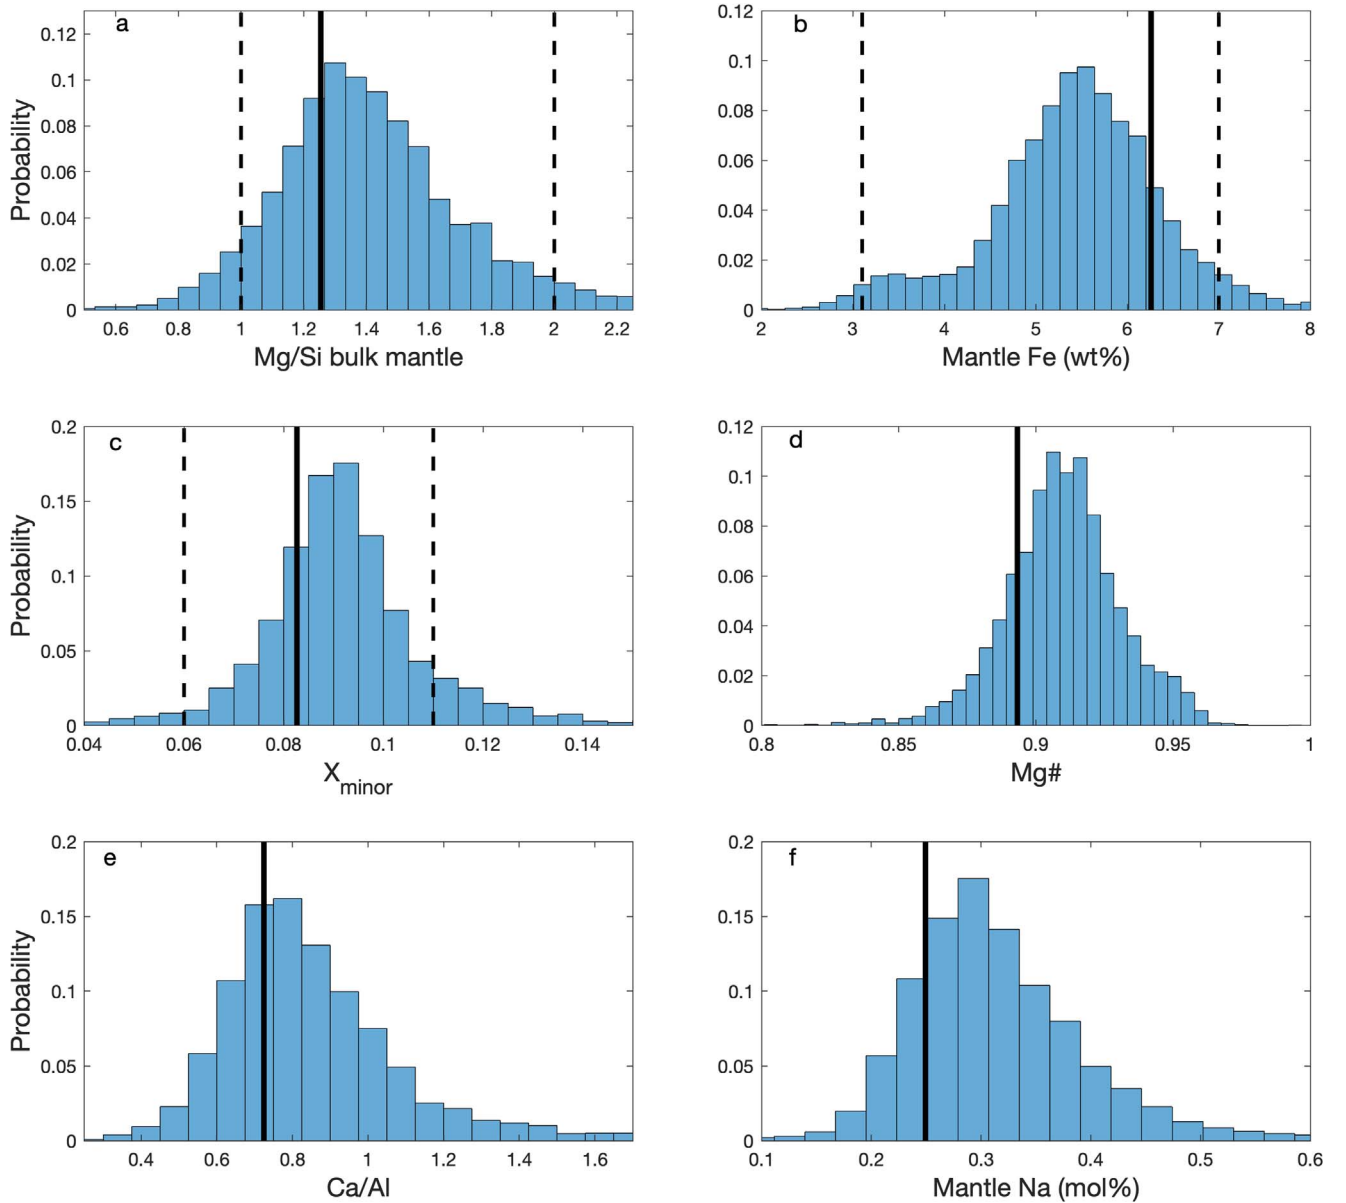 a
0.12
0.1
0.08
0.06
0.04
0.02
0
Probability
0.6 0.8 1 1.2 1.4 1.6 1.8 2 2.2
Mg/Si bulk mantle
b
0.12
0.1
0.08
0.06
0.04
0.02
0
2 3 4 5 6 7 8
Mantle Fe (wt%)
c
0.2
0.15
0.1
0.05
0
Probability
0.04 0.06 0.08 0.1 0.12 0.14
Xminor
d
0.12
0.1
0.08
0.06
0.04
0.02
0
0.8 0.85 0.9 0.95 1
Mg#
e
0.2
0.15
0.1
0.05
0
Probability
0.4 0.6 0.8 1 1.2 1.4 1.6
Ca/Al
f
0.2
0.15
0.1
0.05
0
0.1 0.2 0.3 0.4 0.5 0.6
Mantle Na (mol%)